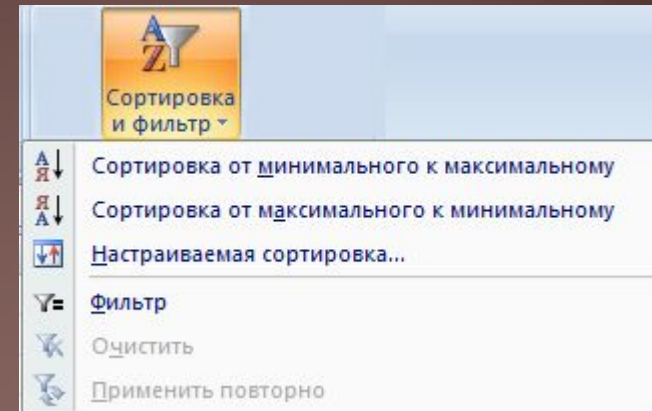 А
Z
Сортировка
и фильтр
А
Я
Сортировка от минимального к максимальному
Я
А
Сортировка от максимального к минимальному
Настраиваемая сортировка...
Фильтр
Очистить
Применить повторно